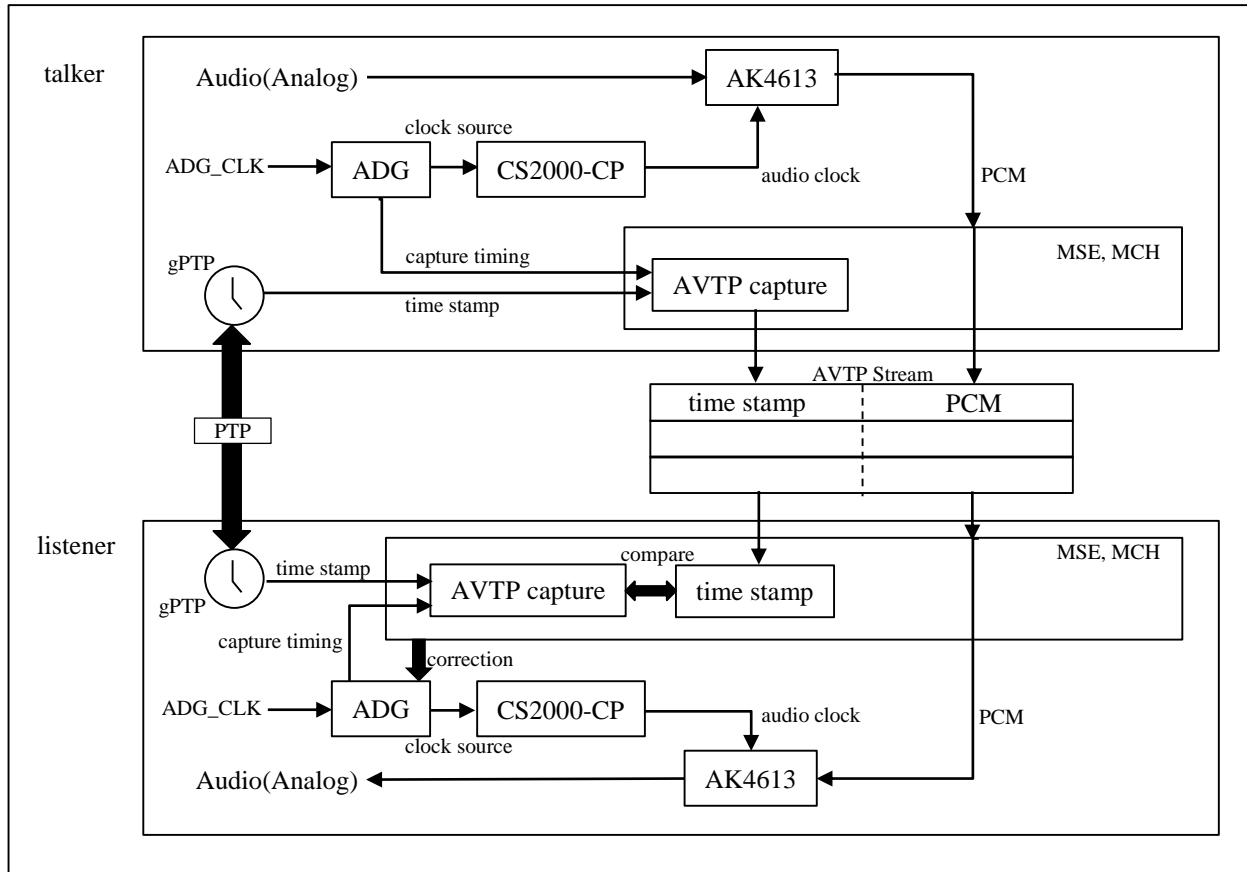 talker
Audio(Analog)
AK4613
clock source
ADG_CLK
ADG
CS2000-CP
audio clock
PCM
MSE, MCH
gPTP
capture timing
AVTP capture
time stamp
AVTP Stream
time stamp
PCM
PTP
listener
MSE, MCH
compare
time stamp
AVTP capture
time stamp
gPTP
capture timing
correction
ADG_CLK
ADG
CS2000-CP
audio clock
PCM
clock source
Audio(Analog)
AK4613